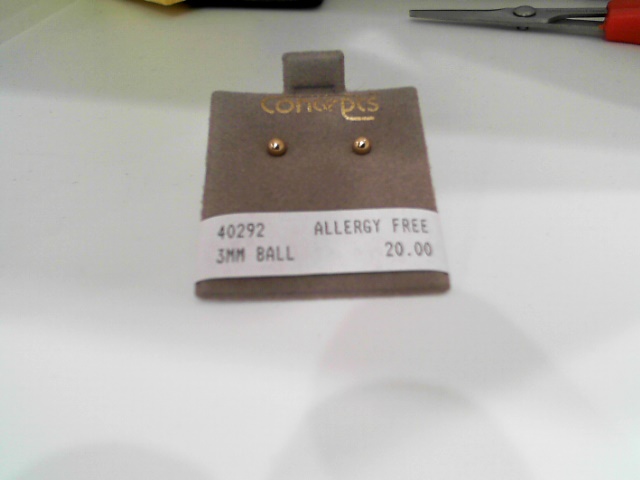 concepts
40292 ALLERGY FREE
3MM BALL 20.00